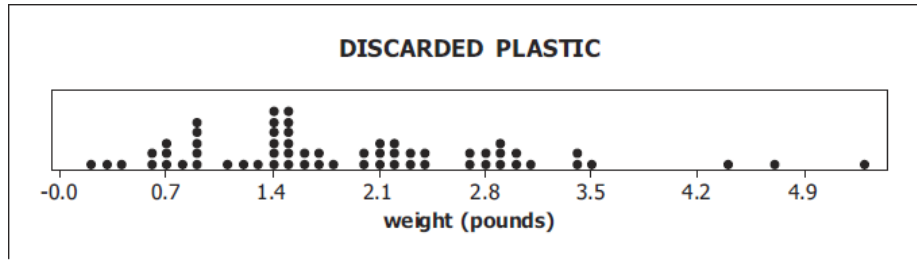 DISCARDED PLASTIC
-0.0 0.7 1.4 2.1 2.8 3.5 4.2 4.9
weight (pounds)